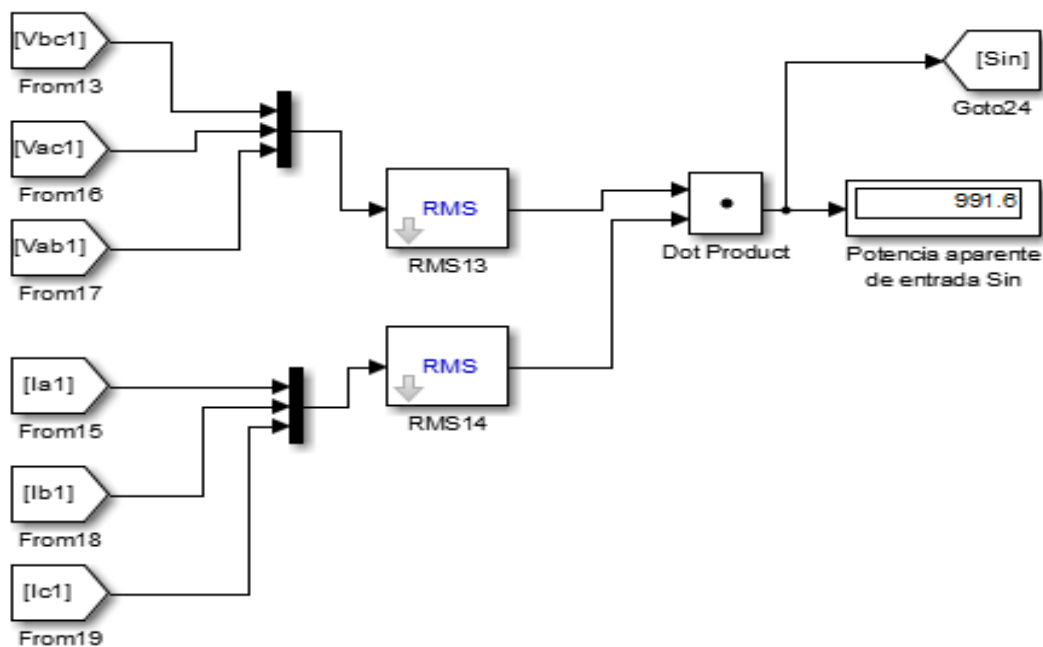 [Vbc1]
From13
[Vac1]
From16
[Vab1]
From17
RMS
RMS13
[Ia1]
From15
[Ib1]
From18
[Ic1]
From19
RMS
RMS14
Dot Product
[Sin]
Goto24
991.6
Potencia aparente
de entrada Sin